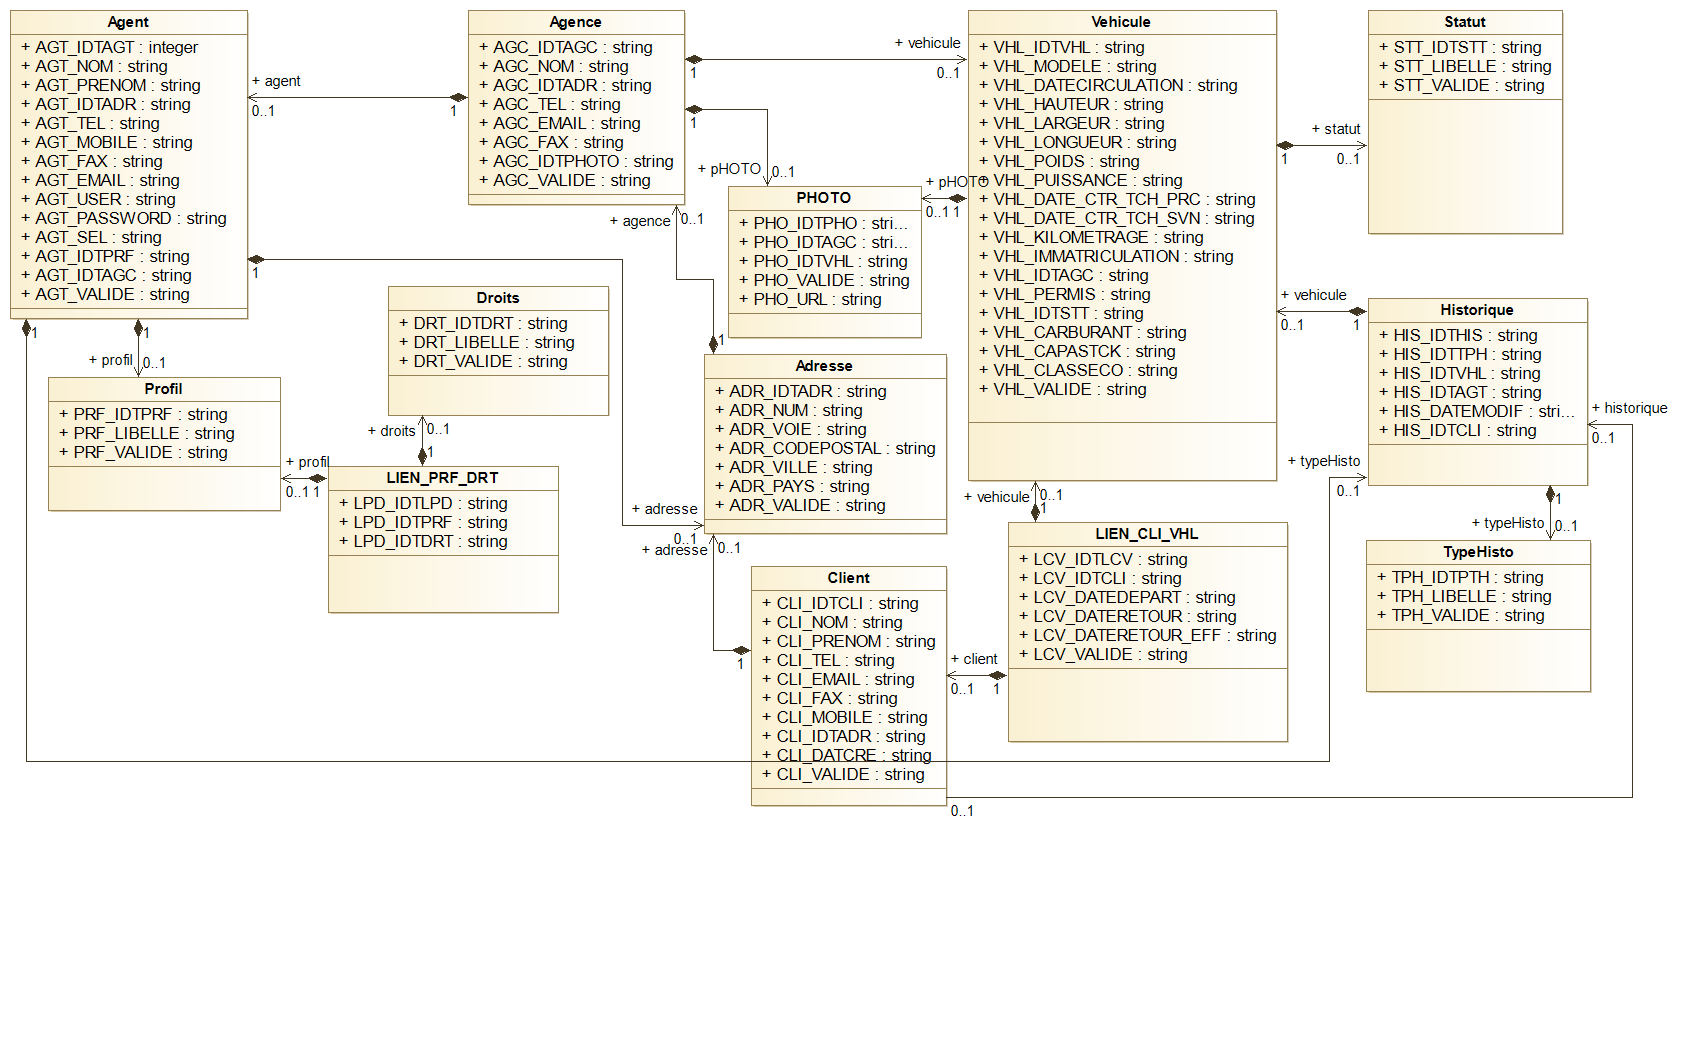 Agent
+ AGT_IDTAGT : integer
+ AGT_NOM : string
+ AGT_PRENOM : string
+ AGT_IDTADR : string
+ AGT_TEL : string
+ AGT_MOBILE : string
+ AGT_FAX : string
+ AGT_EMAIL : string
+ AGT_USER : string
+ AGT_PASSWORD : string
+ AGT_SEL : string
+ AGT_IDTPRF : string
+ AGT_IDTAGC : string
+ AGT_VALIDE : string
+ agent
0..1
1
Agence
+ AGC_IDTAGC : string
+ AGC_NOM : string
+ AGC_IDTADR : string
+ AGC_TEL : string
+ AGC_EMAIL : string
+ AGC_FAX : string
+ AGC_IDTPHOTO : string
+ AGC_VALIDE : string
1
+ vehicule
0..1
1
+ pHOTO
0..1
Vehicule
+ VHL_IDTVHL : string
+ VHL_MODELE : string
+ VHL_DATECIRCULATION : string
+ VHL_HAUTEUR : string
+ VHL_LARGEUR : string
+ VHL_LONGUEUR : string
+ VHL_POIDS : string
+ VHL_PUISSANCE : string
+ VHL_DATE_CTR_TCH_PRC : string
+ VHL_DATE_CTR_TCH_SVN : string
+ VHL_KILOMETRAGE : string
+ VHL_IMMATRICULATION : string
+ VHL_IDTAGC : string
+ VHL_PERMIS : string
+ VHL_IDTSTT : string
+ VHL_CARBURANT : string
+ VHL_CAPASTCK : string
+ VHL_CLASSECO : string
+ VHL_VALIDE : string
1
+ statut
0..1
Statut
+ STT_IDTSTT : string
+ STT_LIBELLE : string
+ STT_VALIDE : string
+ pHOTO
0..1
1
PHOTO
+ PHO_IDTPHO : stri...
+ PHO_IDTAGC : stri...
+ PHO_IDTVHL : string
+ PHO_VALIDE : string
+ PHO_URL : string
+ agence
0..1
1
1
1
1
+ profil
0..1
Droits
+ DRT_IDTDRT : string
+ DRT_LIBELLE : string
+ DRT_VALIDE : string
+ vehicule
0..1
1
Historique
+ HIS_IDTHIS : string
+ HIS_IDTTPH : string
+ HIS_IDTVHL : string
+ HIS_IDTAGT : string
+ HIS_DATEMODIF : stri...
+ HIS_IDTCLI : string
+ historique
0..1
Adresse
+ ADR_IDTADR : string
+ ADR_NUM : string
+ ADR_VOIE : string
+ ADR_CODEPOSTAL : string
+ ADR_VILLE : string
+ ADR_PAYS : string
+ ADR_VALIDE : string
Profil
+ PRF_IDTPRF : string
+ PRF_LIBELLE : string
+ PRF_VALIDE : string
+ droits
0..1
1
+ profil
0..1
1
LIEN_PRF_DRT
+ LPD_IDTLPD : string
+ LPD_IDTPRF : string
+ LPD_IDTDRT : string
+ typeHisto
0..1
1
+ typeHisto
0..1
+ vehicule
0..1
1
+ adresse
0..1
+ adresse
0..1
LIEN_CLI_VHL
+ LCV_IDTLCV : string
+ LCV_IDTCLI : string
+ LCV_DATEDEPART : string
+ LCV_DATERETOUR : string
+ LCV_DATERETOUR_EFF : string
+ LCV_VALIDE : string
TypeHisto
+ TPH_IDTPTH : string
+ TPH_LIBELLE : string
+ TPH_VALIDE : string
Client
+ CLI_IDTCLI : string
+ CLI_NOM : string
+ CLI_PRENOM : string
+ CLI_TEL : string
+ CLI_EMAIL : string
+ CLI_FAX : string
+ CLI_MOBILE : string
+ CLI_IDTADR : string
+ CLI_DATCRE : string
+ CLI_VALIDE : string
1
+ client
0..1
1
0..1